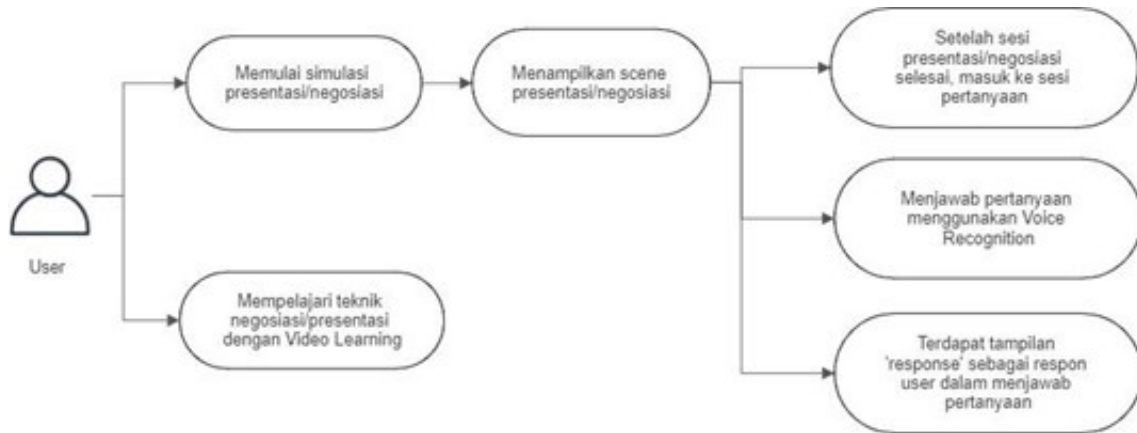 Memulai simulasi
presentasi/negosiasi
Menampilkan scene
presentasi/negosiasi
Setelah sesi
presentasi/negosiasi
selesai, masuk ke sesi
pertanyaan
Menjawab pertanyaan
menggunakan Voice
Recognition
User
Mempelajari teknik
negosiasi/presentasi
dengan Video Learning
Terdapat tampilan
'response' sebagai respon
user dalam menjawab
pertanyaan